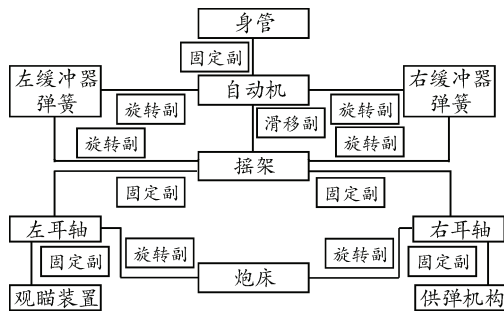 身管
固定副
左缓冲器
弹簧
自动机
右缓冲器
弹簧
旋转副
旋转副
滑移副
旋转副
旋转副
摇架
固定副
固定副
左耳轴
右耳轴
固定副
旋转副
旋转副
固定副
炮床
观瞄装置
供弹机构